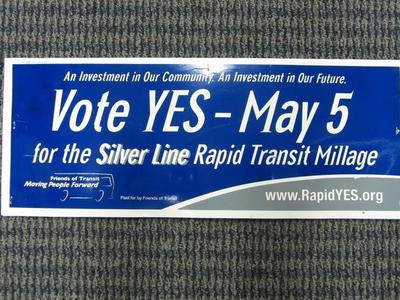 An Investment in Our Community. An Investment in Our Future.
Vote YES - May 5
for the Silver Line Rapid Transit Millage
Friends of Transit
Moving People Forward
Paid for by Friends of Transit
www.RapidYES.org